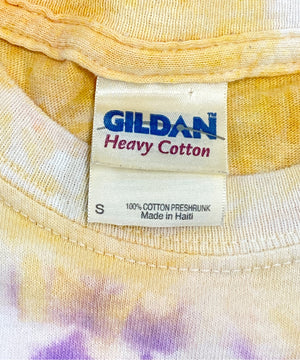 GILDAN
Heavy Cotton
S 100% COTTON PRESHRUNK
Made in Haiti